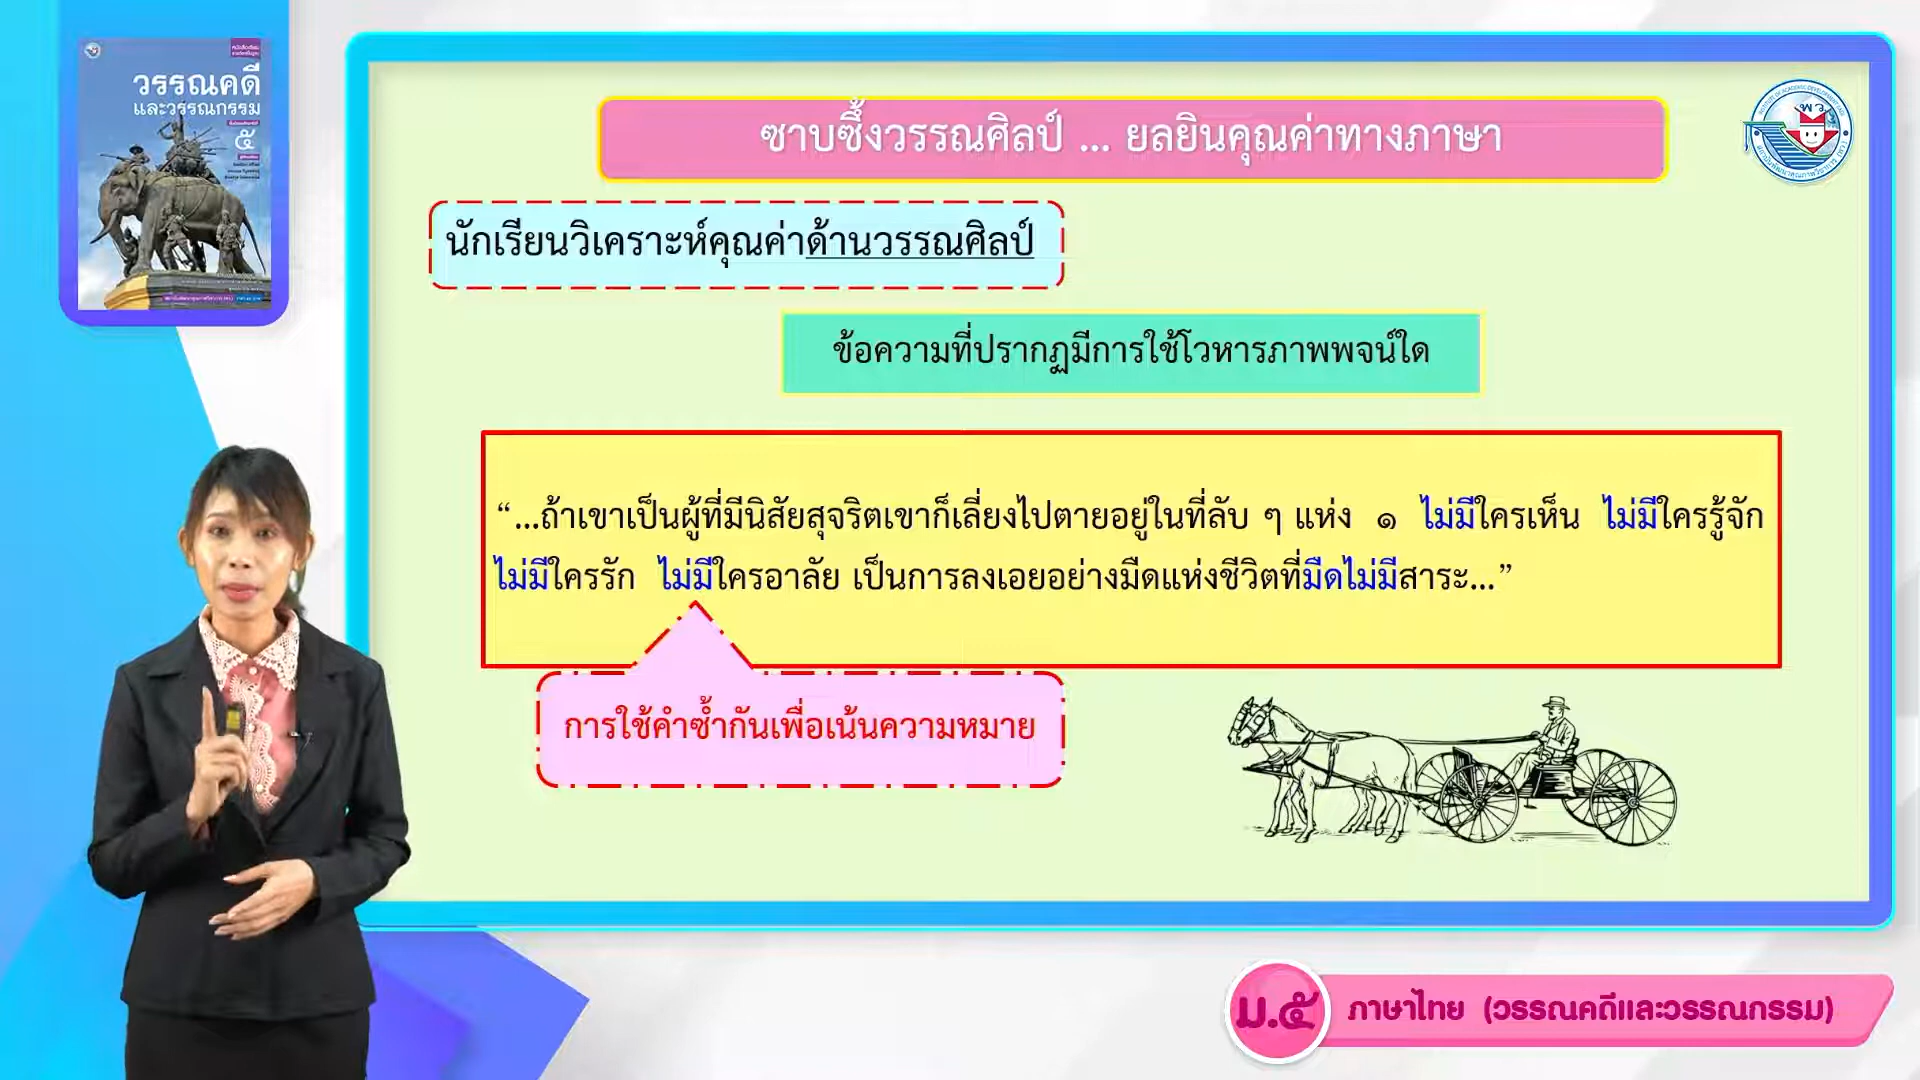 วรรณคดี
และวรรณกรรม
๕
ซาบซึ้งวรรณศิลป์ ... ยลยินคุณค่าทางภาษา
พว
นักเรียนวิเคราะห์คุณค่าด้านวรรณศิลป์
ข้อความที่ปรากฏมีการใช้โวหารภาพพจน์ใด
“...ถ้าเขาเป็นผู้ที่มีนิสัยสุจริตเขาก็เลี่ยงไปตายอยู่ในที่ลับ ๆ แห่ง ๑ ไม่มีใครเห็น ไม่มีใครรู้จัก
ไม่มีใครรัก ไม่มีใครอาลัย เป็นการลงเอยอย่างมืดแห่งชีวิตที่มืดไม่มีสาระ...”
การใช้คำซ้ำกันเพื่อเน้นความหมาย
ม.๕ ภาษาไทย (วรรณคดีและวรรณกรรม)